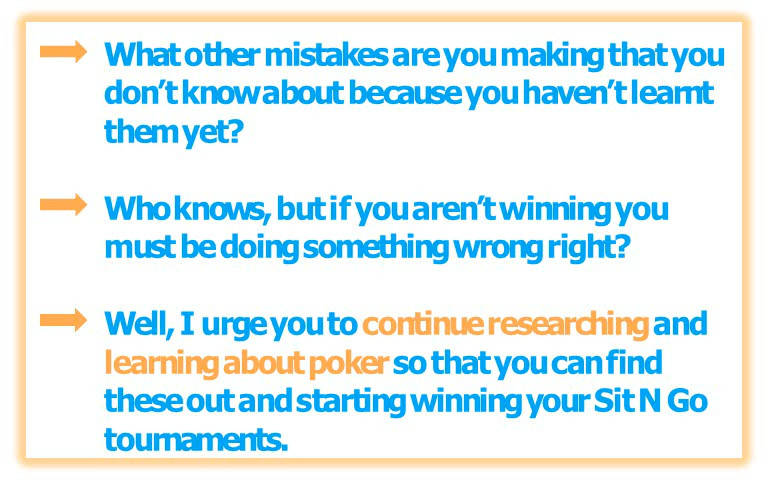 What other mistakes are you making that you
don't know about because you haven't learnt
them yet?
Who knows, but if you aren't winning you
must be doing something wrong right?
Well, I urge you to continue researching and
learning about poker so that you can find
these out and starting winning your Sit N Go
tournaments.